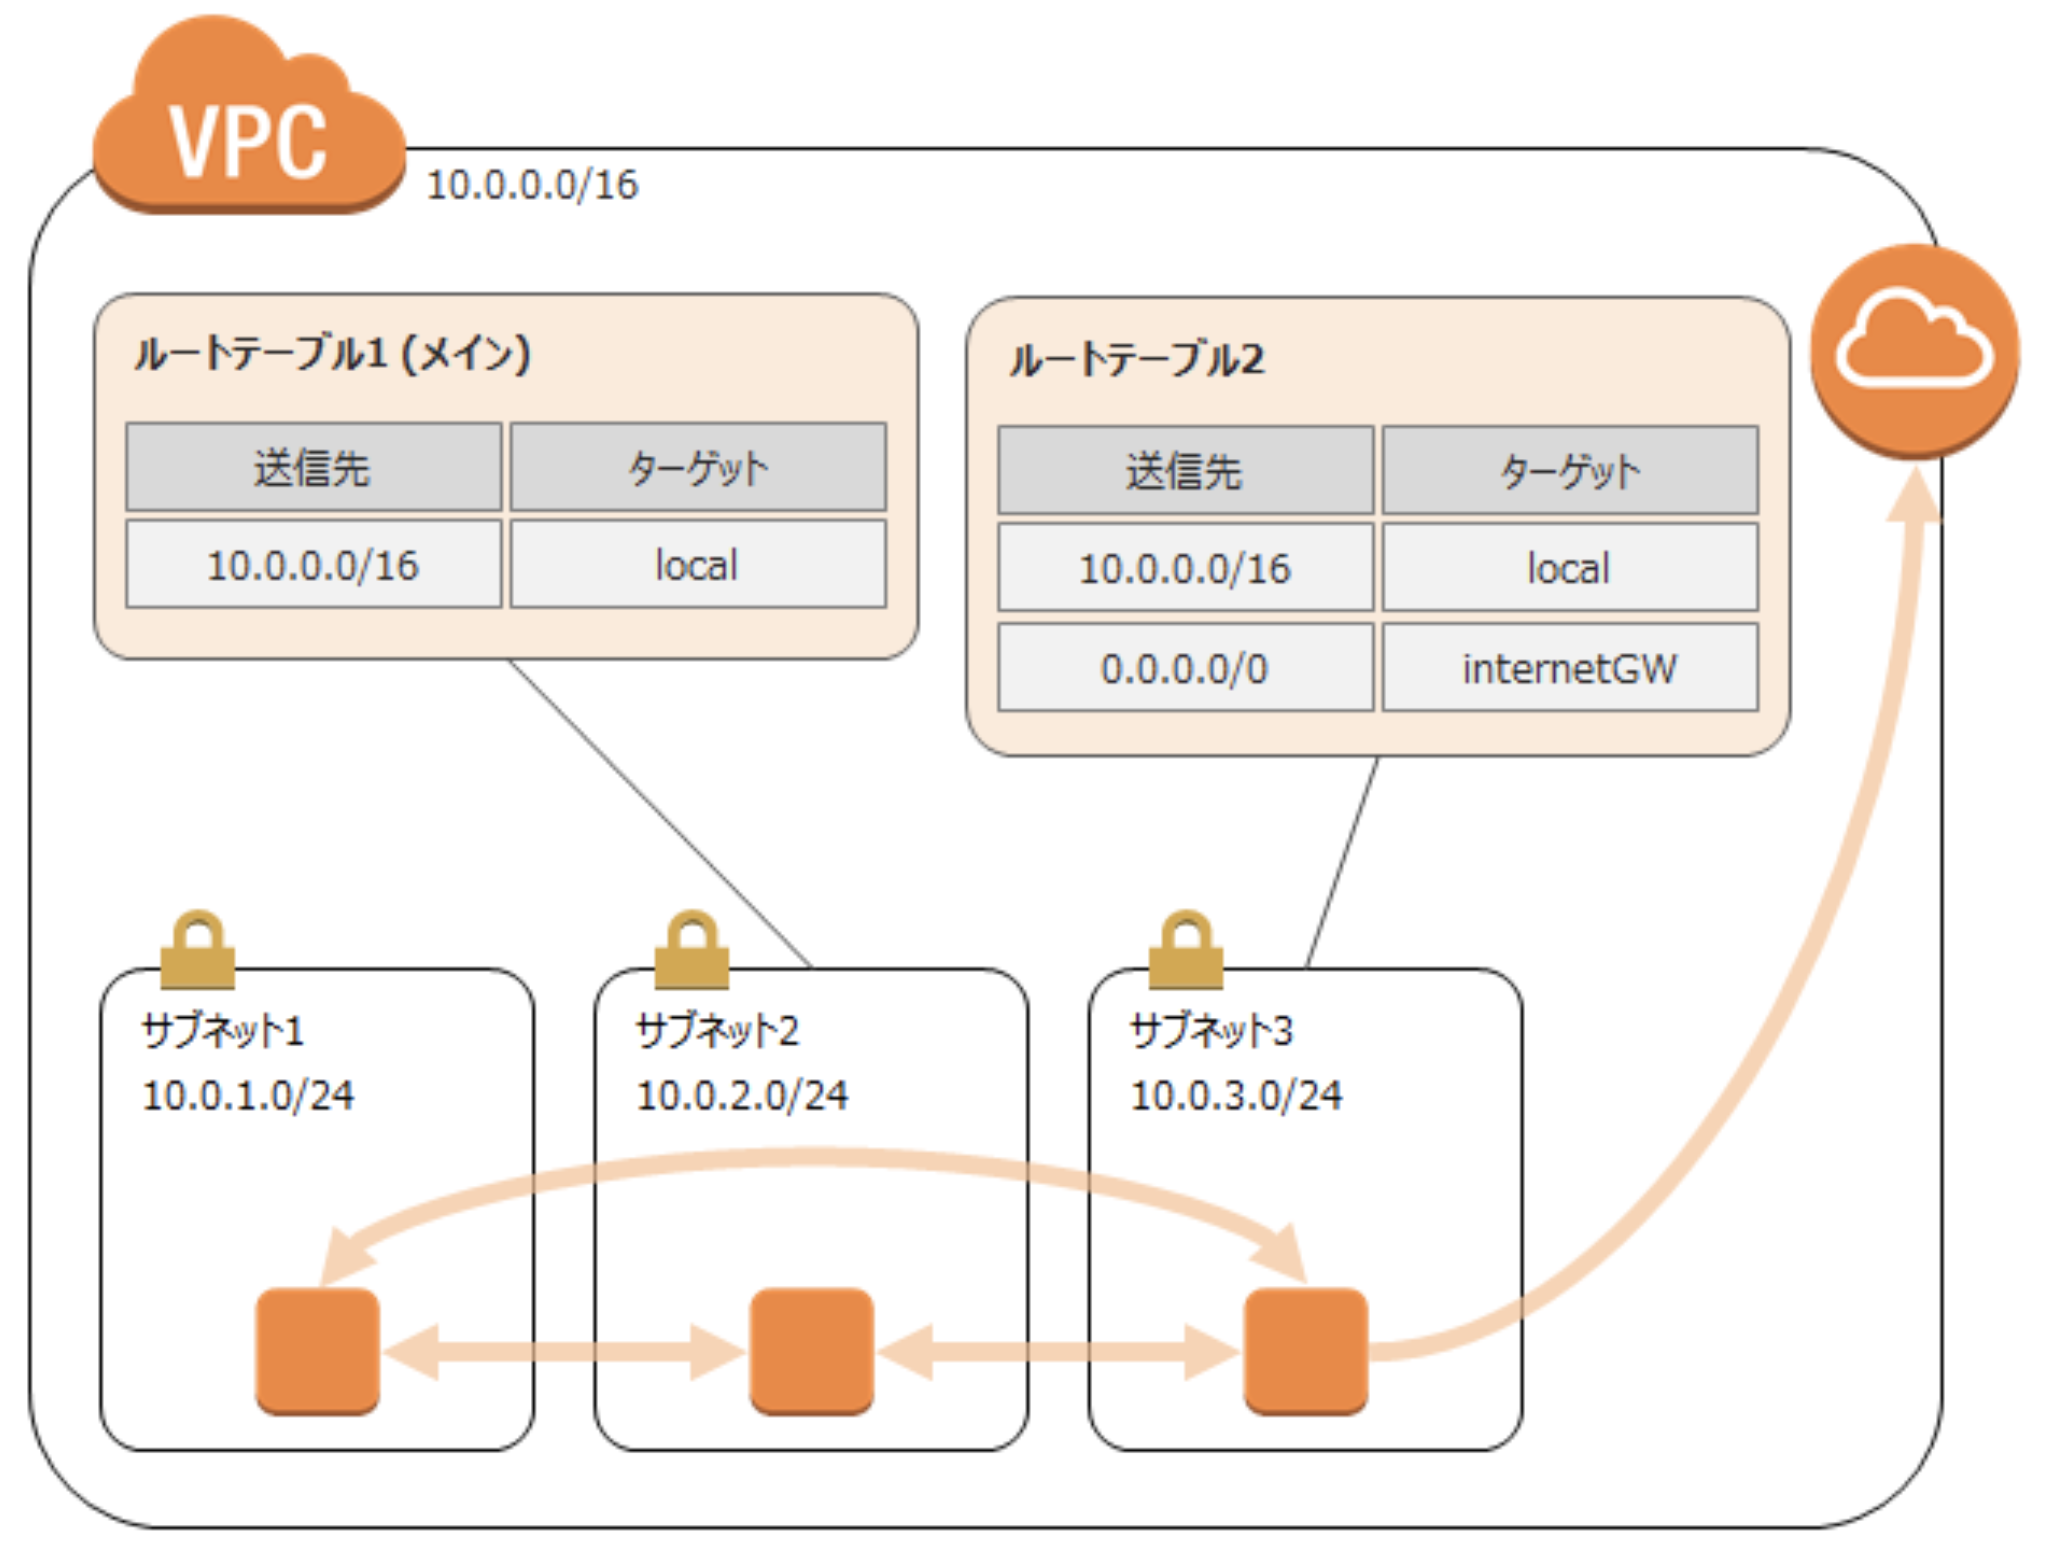 VPC
10.0.0.0/16
ルートテーブル1 (メイン)
送信先 ターゲット
10.0.0.0/16 local
ルートテーブル2
送信先 ターゲット
10.0.0.0/16 local
0.0.0.0/0 internetGW
サブネット1
10.0.1.0/24
サブネット2
10.0.2.0/24
サブネット3
10.0.3.0/24